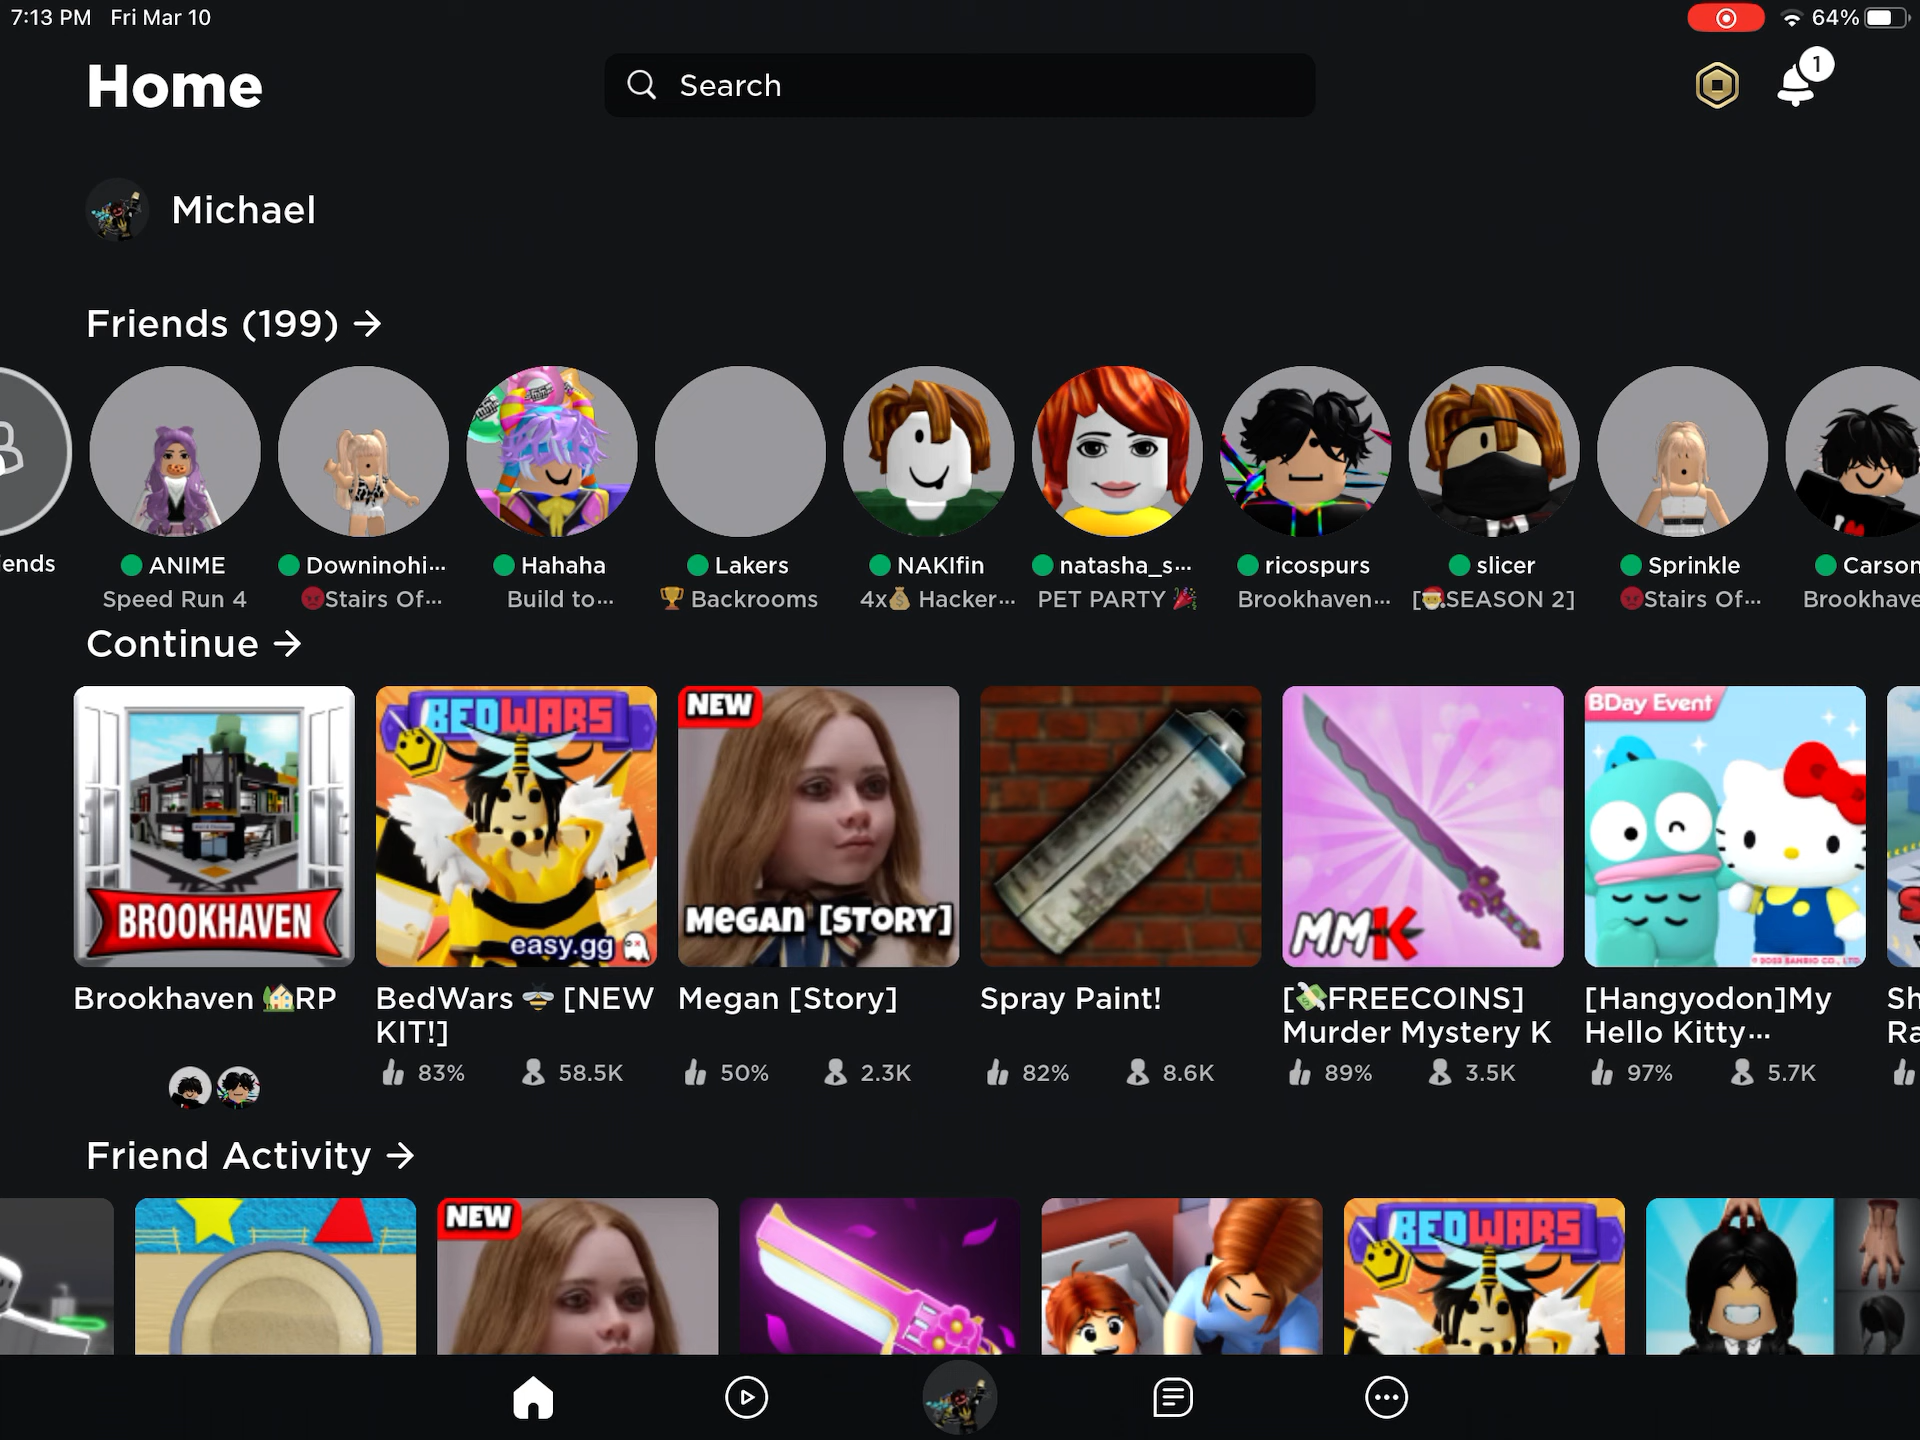 7:13 PM Fri Mar 10
64%
Home
Search
1
Michael
Friends (199) →
ends
ANIME
Downinohi...
Hahaha
Lakers
NAKIfin
natasha_s...
ricospurs
slicer
Sprinkle
Carson
Speed Run 4
😡Stairs Of...
Build to...
🏆 Backrooms
4x💰 Hacker...
PET PARTY 🎉
Brookhaven...
[🎅SEASON 2]
😡Stairs Of...
Brookhave
Continue →
BROOKHAVEN
BEDWARS
easy.gg
NEW
MEGAN [STORY]
MMK
BDay Event
© 2023 SANRIO CO., LTD.
Brookhaven 🏡RP
BedWars 🐝 [NEW
KIT!]
Megan [Story]
Spray Paint!
[💸FREECOINS]
Murder Mystery K
[Hangyodon]My
Hello Kitty...
Sh
Ra
83% 58.5K
50% 2.3K
82% 8.6K
89% 3.5K
97% 5.7K
Friend Activity →
NEW
BEDWARS